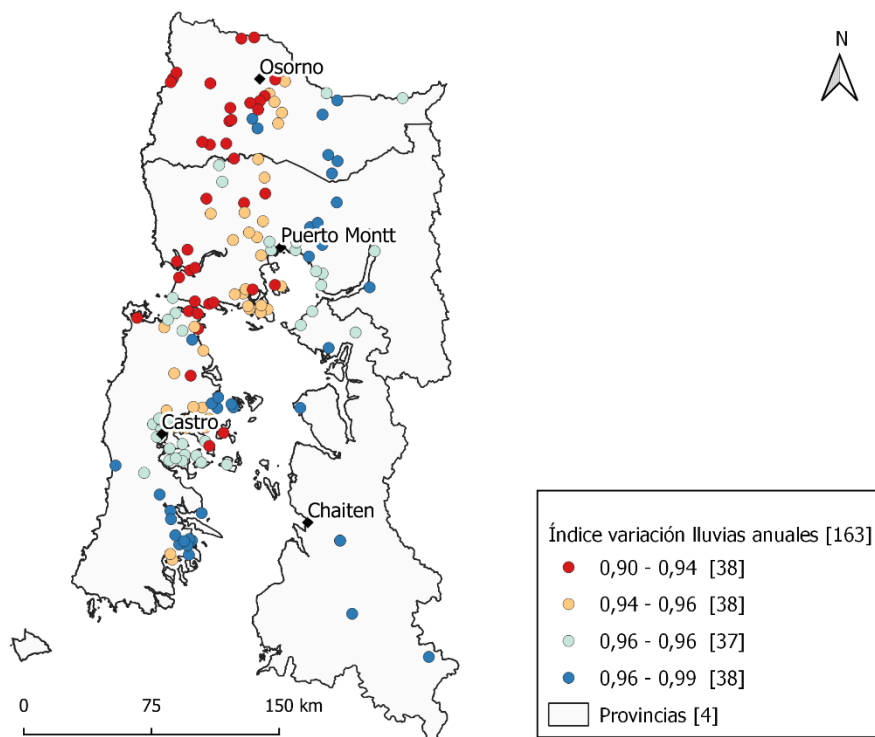 N
Osorno
Puerto Montt
Castro
Chaiten
Índice variación lluvias anuales [163]
0,90 - 0,94 [38]
0,94 - 0,96 [38]
0,96 - 0,96 [37]
0,96 - 0,99 [38]
Provincias [4]
0 75 150 km